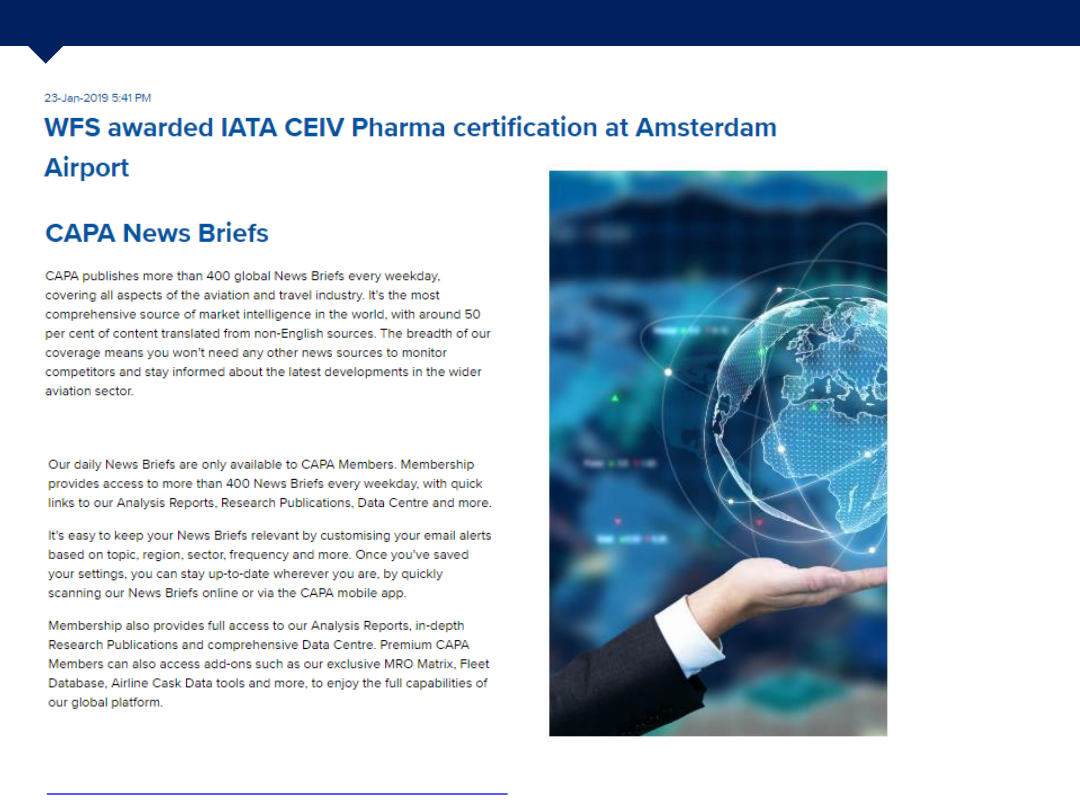 23-Jan-2019 5:41 PM
WFS awarded IATA CEIV Pharma certification at Amsterdam
Airport
CAPA News Briefs
CAPA publishes more than 400 global News Briefs every weekday,
covering all aspects of the aviation and travel industry. It's the most
comprehensive source of market intelligence in the world, with around 50
per cent of content translated from non-English sources. The breadth of our
coverage means you won't need any other news sources to monitor
competitors and stay informed about the latest developments in the wider
aviation sector.
Our daily News Briefs are only available to CAPA Members. Membership
provides access to more than 400 News Briefs every weekday, with quick
links to our Analysis Reports, Research Publications, Data Centre and more.
It's easy to keep your News Briefs relevant by customising your email alerts
based on topic, region, sector, frequency and more. Once you've saved
your settings, you can stay up-to-date wherever you are, by quickly
scanning our News Briefs online or via the CAPA mobile app.
Membership also provides full access to our Analysis Reports, in-depth
Research Publications and comprehensive Data Centre. Premium CAPA
Members can also access add-ons such as our exclusive MRO Matrix, Fleet
Database, Airline Cask Data tools and more, to enjoy the full capabilities of
our global platform.